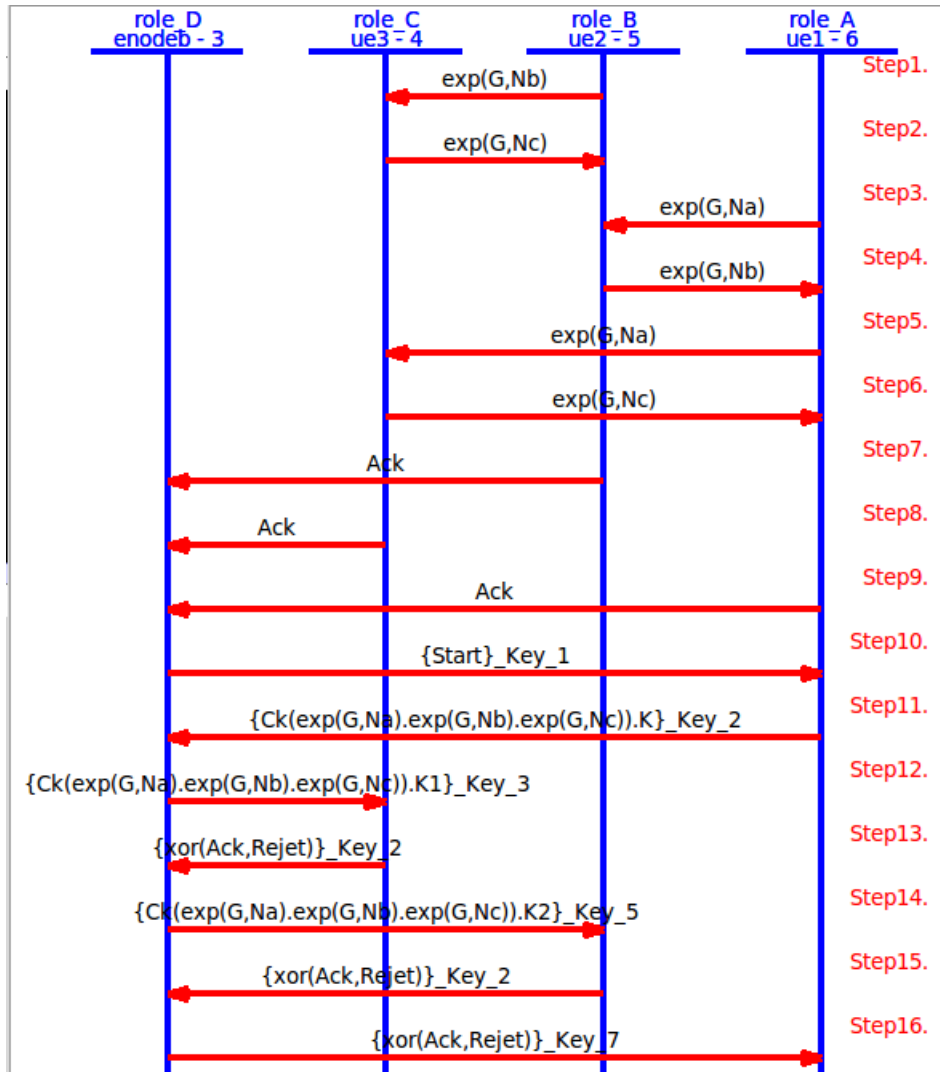 role_D role_C role_B role_A
enodeb - 3 ue3 - 4 ue2 - 5 ue1 - 6
Step1.
exp(G,Nb)
Step2.
exp(G,Nc)
Step3.
exp(G,Na)
Step4.
exp(G,Nb)
Step5.
exp(G,Na)
Step6.
exp(G,Nc)
Step7.
Ack
Step8.
Ack
Step9.
Ack
Step10.
{Start}_Key_1
Step11.
{Ck(exp(G,Na).exp(G,Nb).exp(G,Nc)).K}_Key_2
Step12.
{Ck(exp(G,Na).exp(G,Nb).exp(G,Nc)).K1}_Key_3
Step13.
{xor(Ack,Rejet)}_Key_2
Step14.
{Ck(exp(G,Na).exp(G,Nb).exp(G,Nc)).K2}_Key_5
Step15.
{xor(Ack,Rejet)}_Key_2
Step16.
{xor(Ack,Rejet)}_Key_7